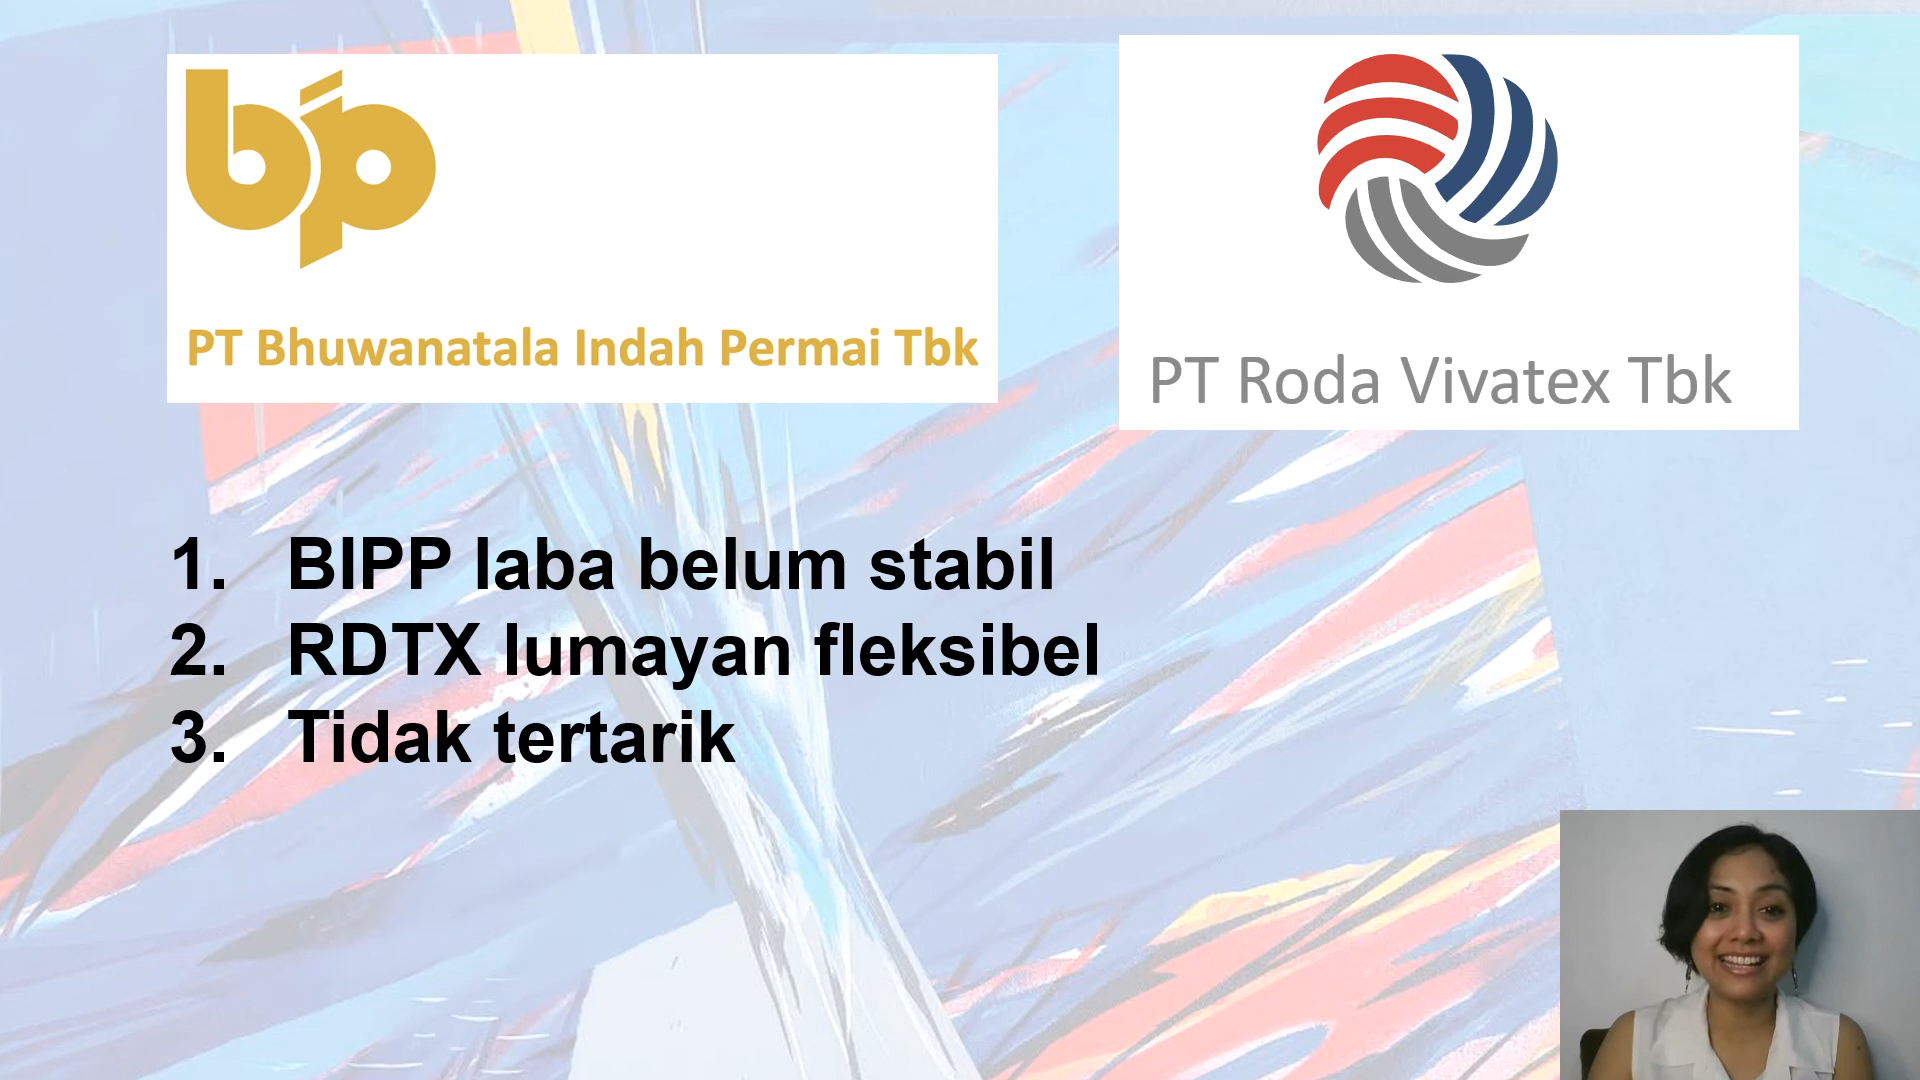 bip
PT Bhuwanatala Indah Permai Tbk
PT Roda Vivatex Tbk
1. BIPP laba belum stabil
2. RDTX lumayan fleksibel
3. Tidak tertarik